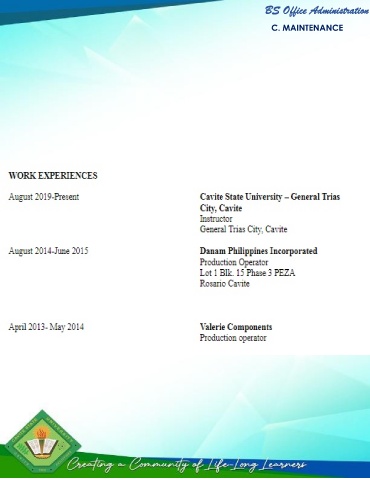 BS Office Administration
C. MAINTENANCE
WORK EXPERIENCES
August 2019-Present
Cavite State University – General Trias
City, Cavite
Instructor
General Trias City, Cavite
August 2014-June 2015
Danam Philippines Incorporated
Production Operator
Lot 1 Blk. 15 Phase 3 PEZA
Rosario Cavite
April 2013- May 2014
Valerie Components
Production operator
Creating a Community of Life-Long Learners